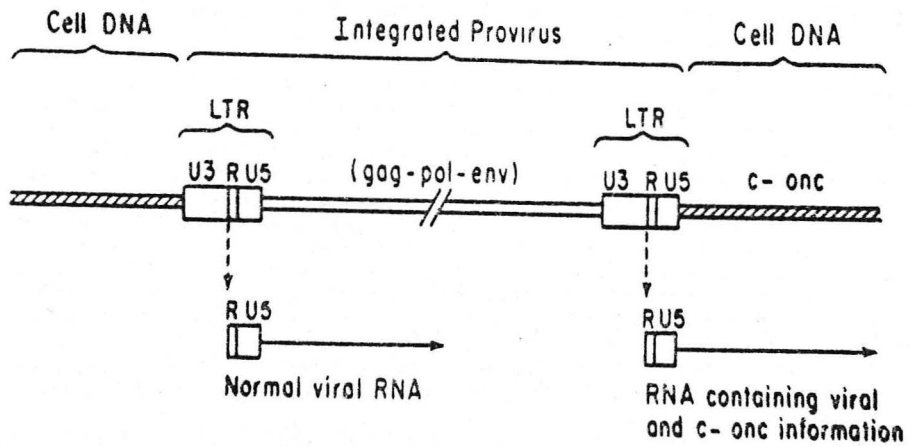 Cell DNA Integrated Provirus Cell DNA
LTR LTR
U3 R U5 (gag-pol-env) U3 R U5 c-onc
R U5 R U5
Normal viral RNA RNA containing viral
and c-onc information